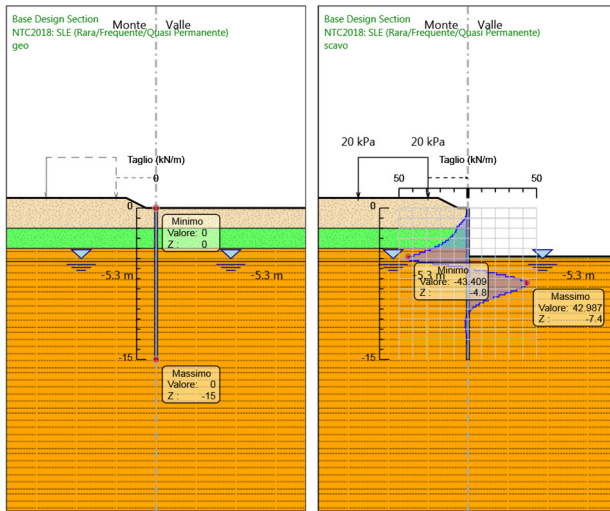 Base Design Section
NTC2018: SLE (Rara/Frequente/Quasi Permanente)
geo
Monte
Valle
Taglio (kN/m)
0
0
Minimo
Valore: 0
Z : 0
-5.3 m
-5.3 m
-15
Massimo
Valore: 0
Z : -15
Base Design Section
NTC2018: SLE (Rara/Frequente/Quasi Permanente)
scavo
Monte
Valle
20 kPa
20 kPa
Taglio (kN/m)
50
0
50
0
-5.3 m
-5.3 m
Minimo
Valore: -43.409
Z : -4.8
Massimo
Valore: 42.987
Z : -7.4
-15